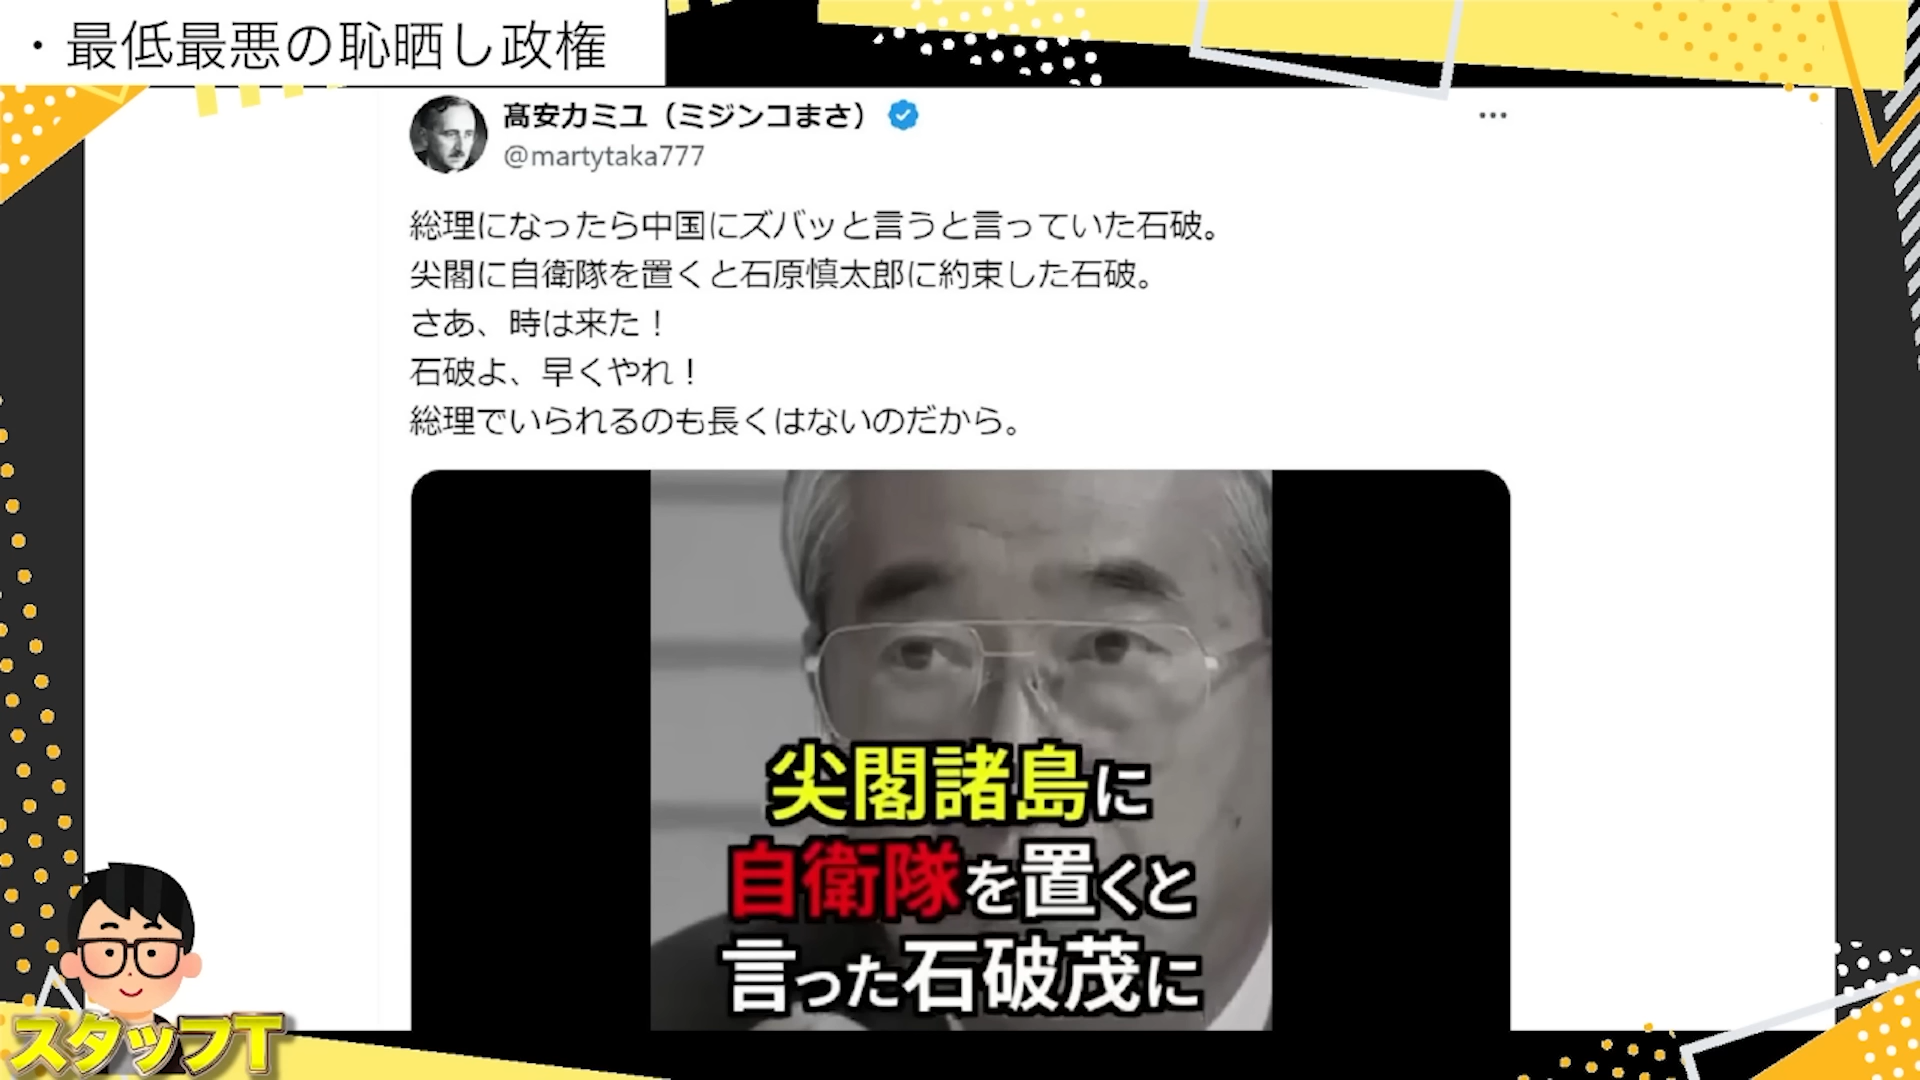 ・最低最悪の恥晒し政権
髙安カミユ（ミジンコまさ）
@martytaka777
総理になったら中国にズバッと言うと言っていた石破。
尖閣に自衛隊を置くと石原慎太郎に約束した石破。
さあ、時は来た！
石破よ、早くやれ！
総理でいられるのも長くはないのだから。
尖閣諸島に
自衛隊を置くと
言った石破茂に
スタッフT